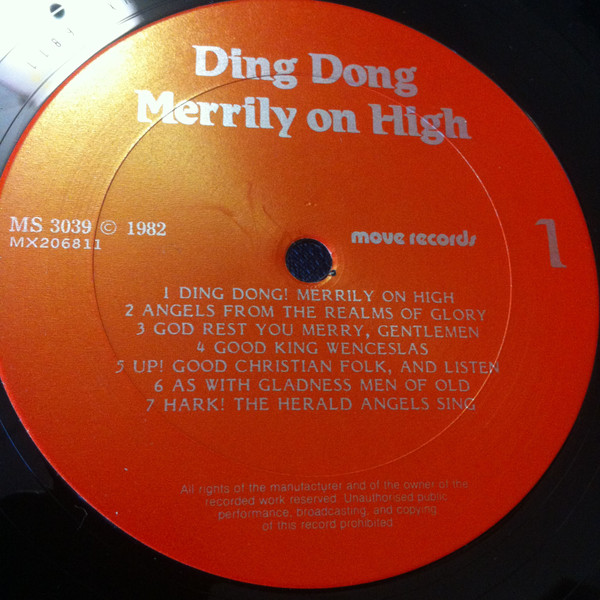 Ding Dong
Merrily on High
MS 3039 © 1982
MX206811
move records
1
1 DING DONG! MERRILY ON HIGH
2 ANGELS FROM THE REALMS OF GLORY
3 GOD REST YOU MERRY, GENTLEMEN
4 GOOD KING WENCESLAS
5 UP! GOOD CHRISTIAN FOLK, AND LISTEN
6 AS WITH GLADNESS MEN OF OLD
7 HARK! THE HERALD ANGELS SING
All rights of the manufacturer and of the owner of the
recorded work reserved. Unauthorised public
performance, broadcasting, and copying
of this record prohibited.